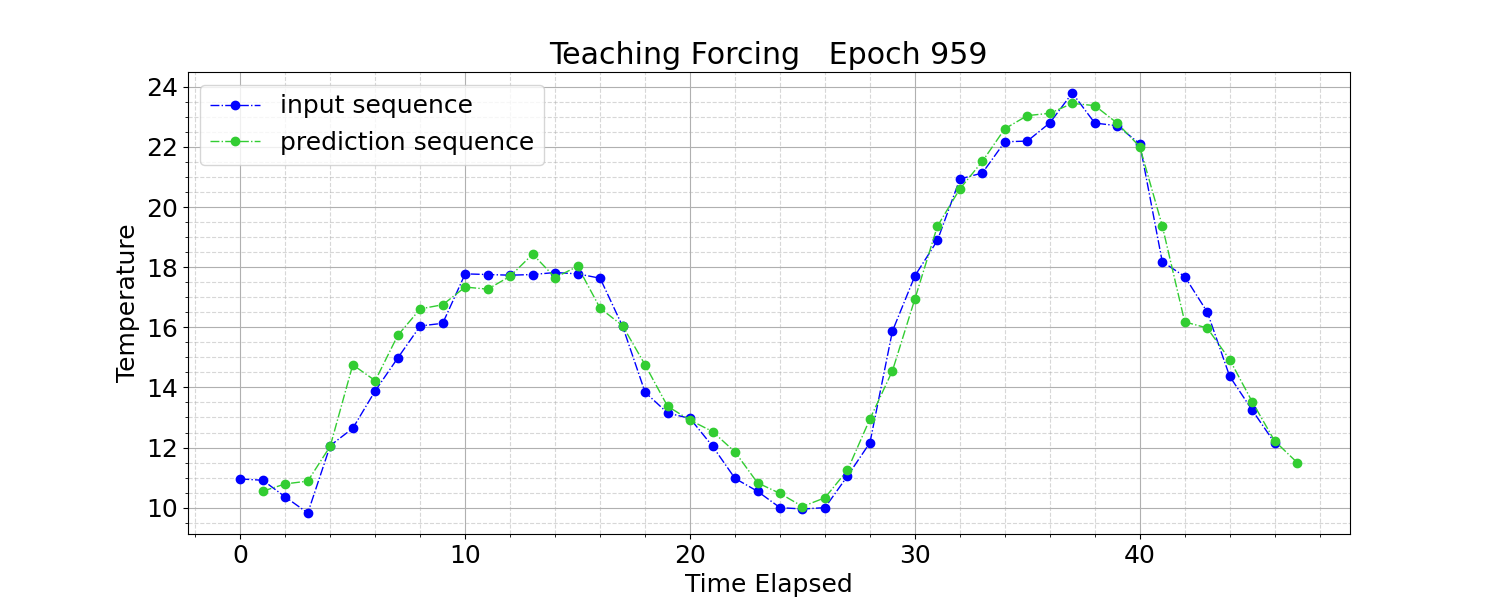 Teaching Forcing   Epoch 959
input sequence
prediction sequence
Temperature
24
22
20
18
16
14
12
10
0 10 20 30 40
Time Elapsed